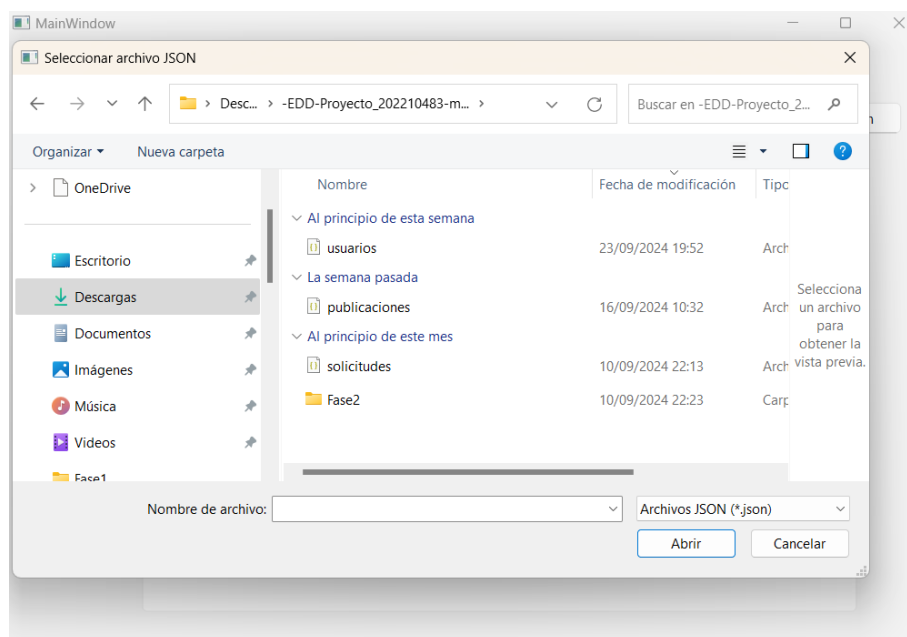 MainWindow
Seleccionar archivo JSON
Desc... > -EDD-Proyecto_202210483-m... >
Buscar en -EDD-Proyecto_2...
Organizar
Nueva carpeta
OneDrive
Escritorio
Descargas
Documentos
Imágenes
Música
Videos
Fase1
Nombre
Fecha de modificación
Tipo
Al principio de esta semana
usuarios
23/09/2024 19:52
Arch
La semana pasada
publicaciones
16/09/2024 10:32
Arch
Al principio de este mes
solicitudes
10/09/2024 22:13
Arch
Fase2
10/09/2024 22:23
Carp
Selecciona
un archivo
para
obtener la
vista previa.
Nombre de archivo:
Archivos JSON (*.json)
Abrir
Cancelar